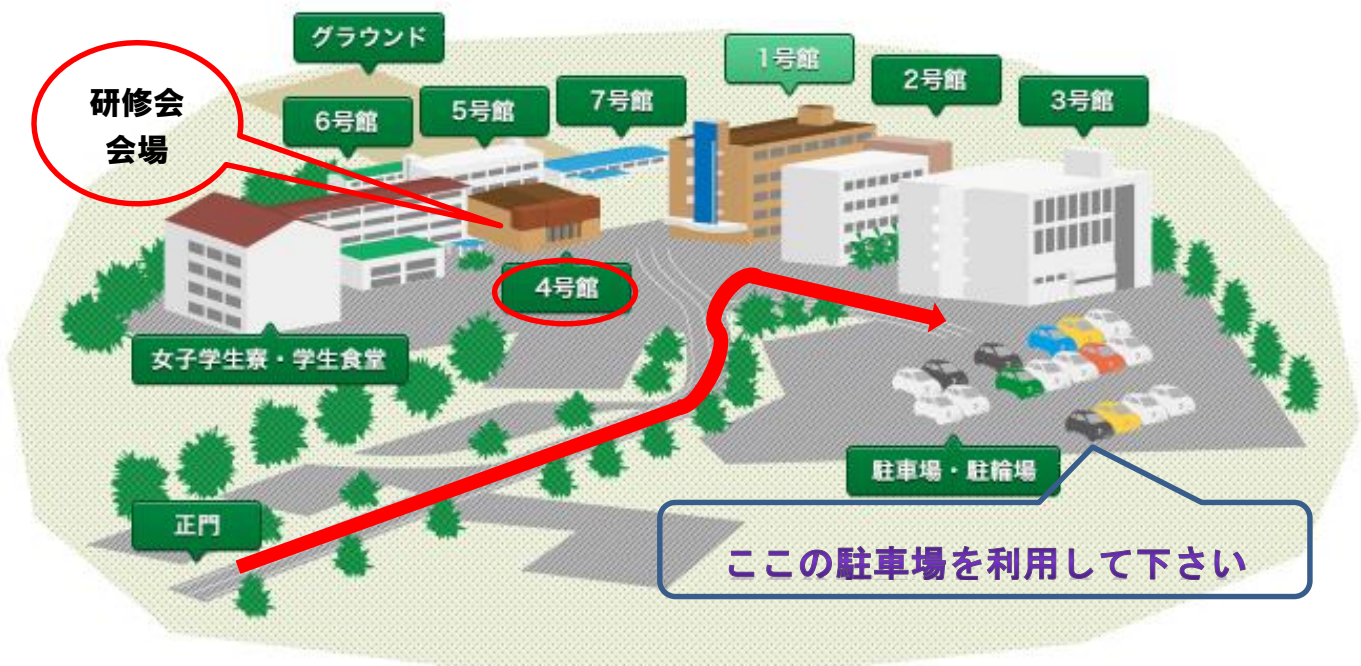 グラウンド
研修会
会場
6号館
5号館
7号館
1号館
2号館
3号館
4号館
女子学生寮・学生食堂
駐車場・駐輪場
正門
ここの駐車場を利用して下さい